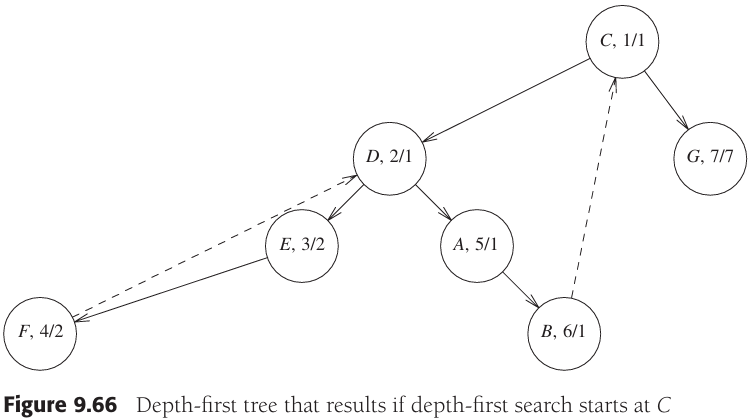 C, 1/1
D, 2/1
G, 7/7
E, 3/2
A, 5/1
F, 4/2
B, 6/1
Figure 9.66 Depth-first tree that results if depth-first search starts at C